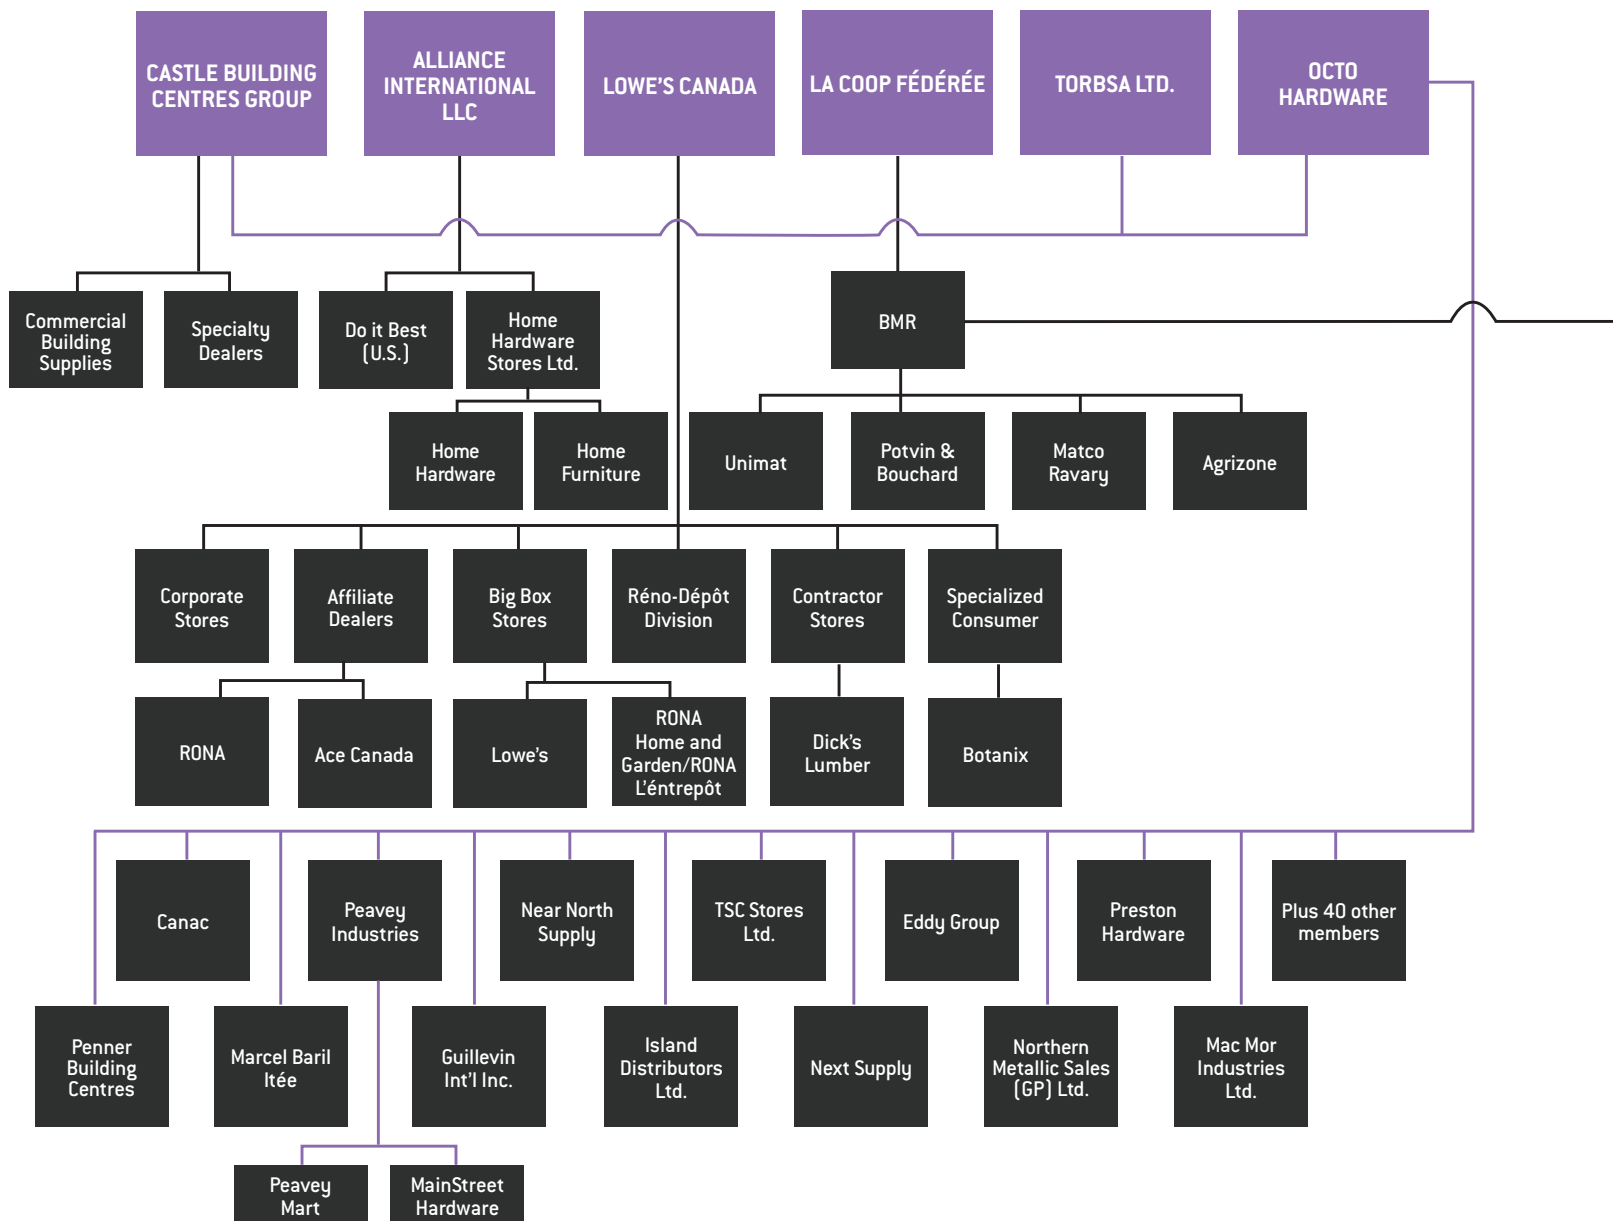 CASTLE BUILDING
CENTRES GROUP
ALLIANCE
INTERNATIONAL
LLC
LOWE'S CANADA
LA COOP FÉDÉRÉE
TORBSA LTD.
OCTO
HARDWARE
Commercial
Building
Supplies
Specialty
Dealers
Do it Best
(U.S.)
Home
Hardware
Stores Ltd.
BMR
Home
Hardware
Home
Furniture
Unimat
Potvin &
Bouchard
Matco
Ravary
Agrizone
Corporate
Stores
Affiliate
Dealers
Big Box
Stores
Réno-Dépôt
Division
Contractor
Stores
Specialized
Consumer
RONA
Ace Canada
Lowe's
RONA
Home and
Garden/RONA
L'éntrepôt
Dick's
Lumber
Botanix
Canac
Peavey
Industries
Near North
Supply
TSC Stores
Ltd.
Eddy Group
Preston
Hardware
Plus 40 other
members
Penner
Building
Centres
Marcel Baril
ltée
Guillevin
Int'l Inc.
Island
Distributors
Ltd.
Next Supply
Northern
Metallic Sales
(GP) Ltd.
Mac Mor
Industries
Ltd.
Peavey
Mart
MainStreet
Hardware